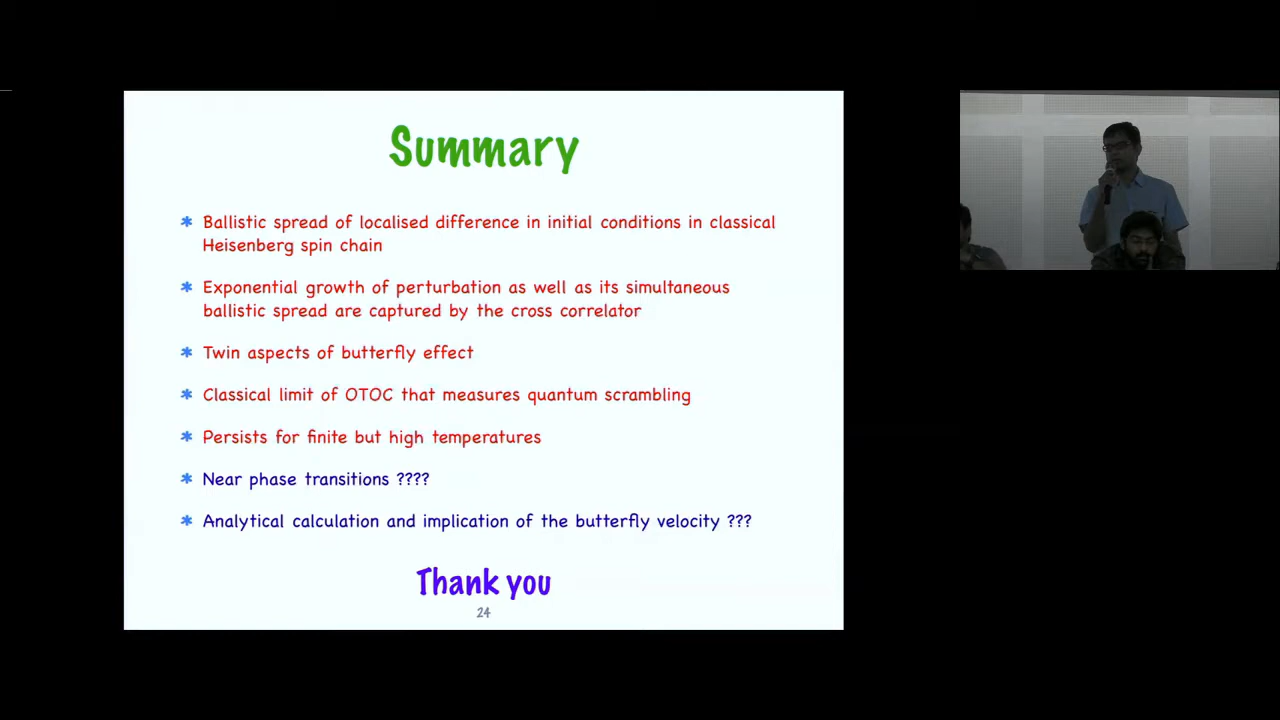 Summary
* Ballistic spread of localised difference in initial conditions in classical
Heisenberg spin chain
* Exponential growth of perturbation as well as its simultaneous
ballistic spread are captured by the cross correlator
* Twin aspects of butterfly effect
* Classical limit of OTOC that measures quantum scrambling
* Persists for finite but high temperatures
* Near phase transitions ????
* Analytical calculation and implication of the butterfly velocity ???
Thank you
24